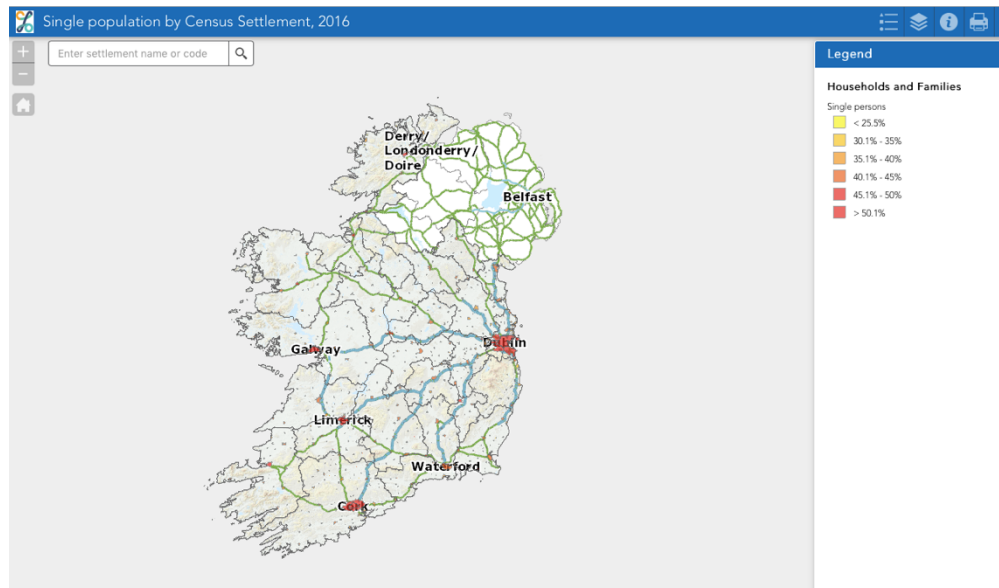 Single population by Census Settlement, 2016
Enter settlement name or code
Legend
Households and Families
Single persons
< 25.5%
30.1% - 35%
35.1% - 40%
40.1% - 45%
45.1% - 50%
> 50.1%
Derry/
Londonderry/
Doire
Belfast
Dublin
Galway
Limerick
Waterford
Cork